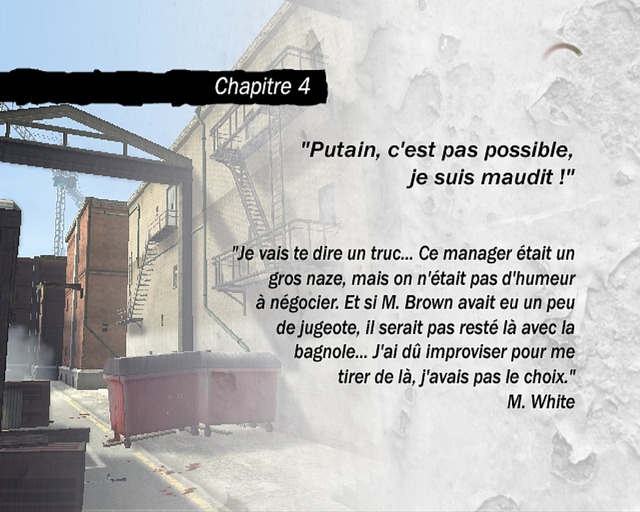 Chapitre 4
"Putain, c'est pas possible,
je suis maudit !"
"Je vais te dire un truc... Ce manager était un
gros naze, mais on n'était pas d'humeur
à négocier. Et si M. Brown avait eu un peu
de jugeote, il serait pas resté là avec la
bagnole... J'ai dû improviser pour me
tirer de là, j'avais pas le choix."
M. White